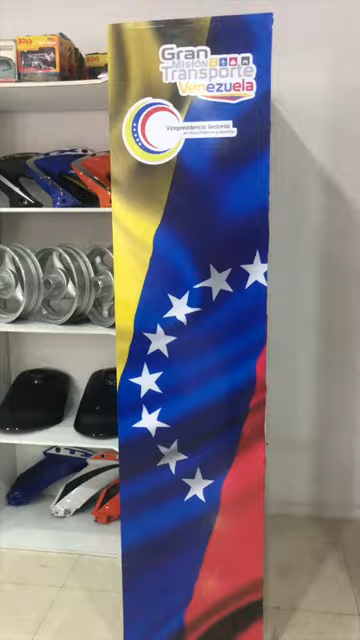 Gran
Misión
Transporte
Venezuela
Vicepresidencia Sectorial